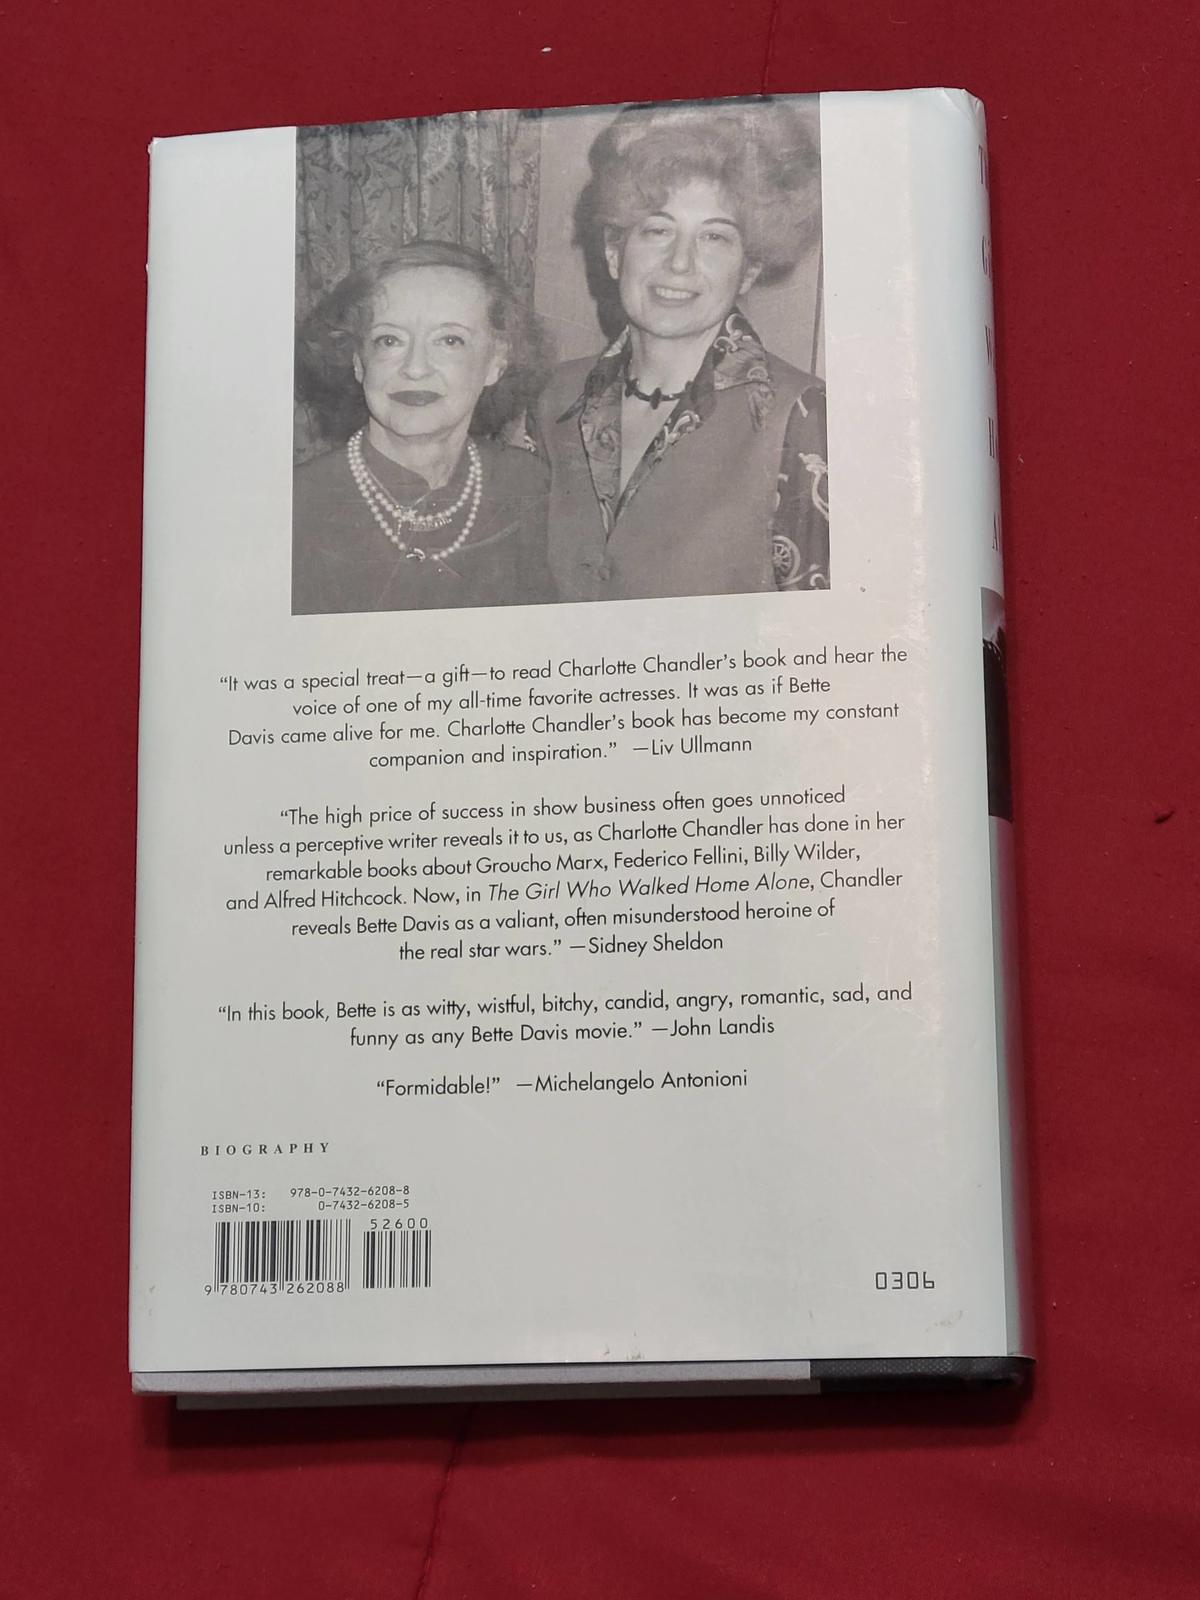 “It was a special treat—a gift—to read Charlotte Chandler’s book and hear the
voice of one of my all-time favorite actresses. It was as if Bette
Davis came alive for me. Charlotte Chandler’s book has become my constant
companion and inspiration.” —Liv Ullmann
“The high price of success in show business often goes unnoticed
unless a perceptive writer reveals it to us, as Charlotte Chandler has done in her
remarkable books about Groucho Marx, Federico Fellini, Billy Wilder,
and Alfred Hitchcock. Now, in The Girl Who Walked Home Alone, Chandler
reveals Bette Davis as a valiant, often misunderstood heroine of
the real star wars.” —Sidney Sheldon
“In this book, Bette is as witty, wistful, bitchy, candid, angry, romantic, sad, and
funny as any Bette Davis movie.” —John Landis
“Formidable!” —Michelangelo Antonioni
BIOGRAPHY
ISBN-13: 978-0-7432-6208-8
ISBN-10: 0-7432-6208-5
52600
9 780743 262088
0306